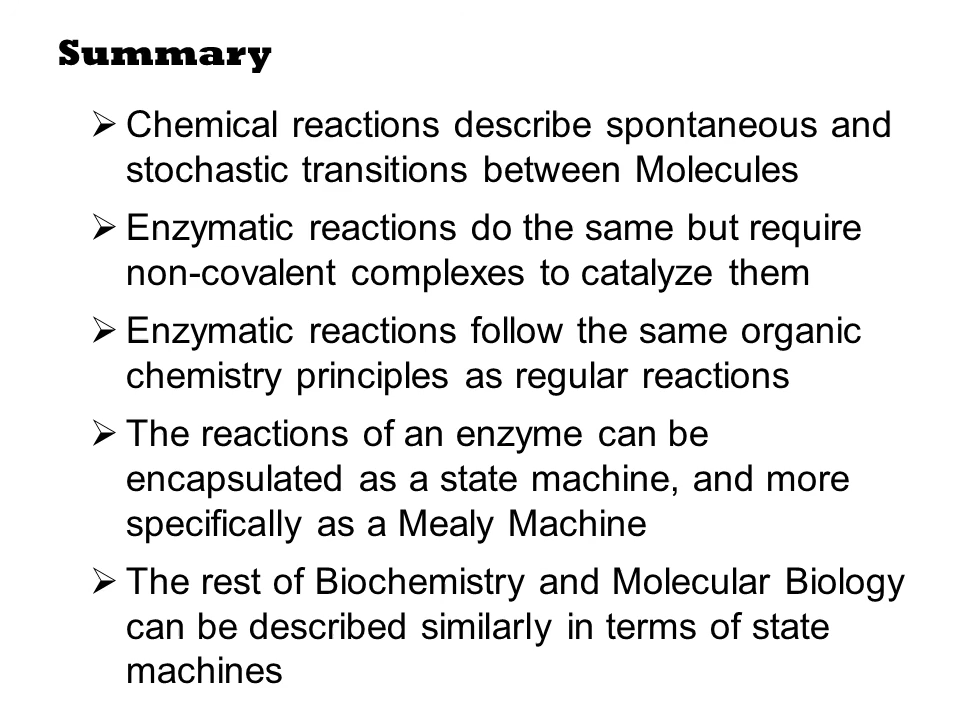 Summary
➢ Chemical reactions describe spontaneous and
stochastic transitions between Molecules
➢ Enzymatic reactions do the same but require
non-covalent complexes to catalyze them
➢ Enzymatic reactions follow the same organic
chemistry principles as regular reactions
➢ The reactions of an enzyme can be
encapsulated as a state machine, and more
specifically as a Mealy Machine
➢ The rest of Biochemistry and Molecular Biology
can be described similarly in terms of state
machines